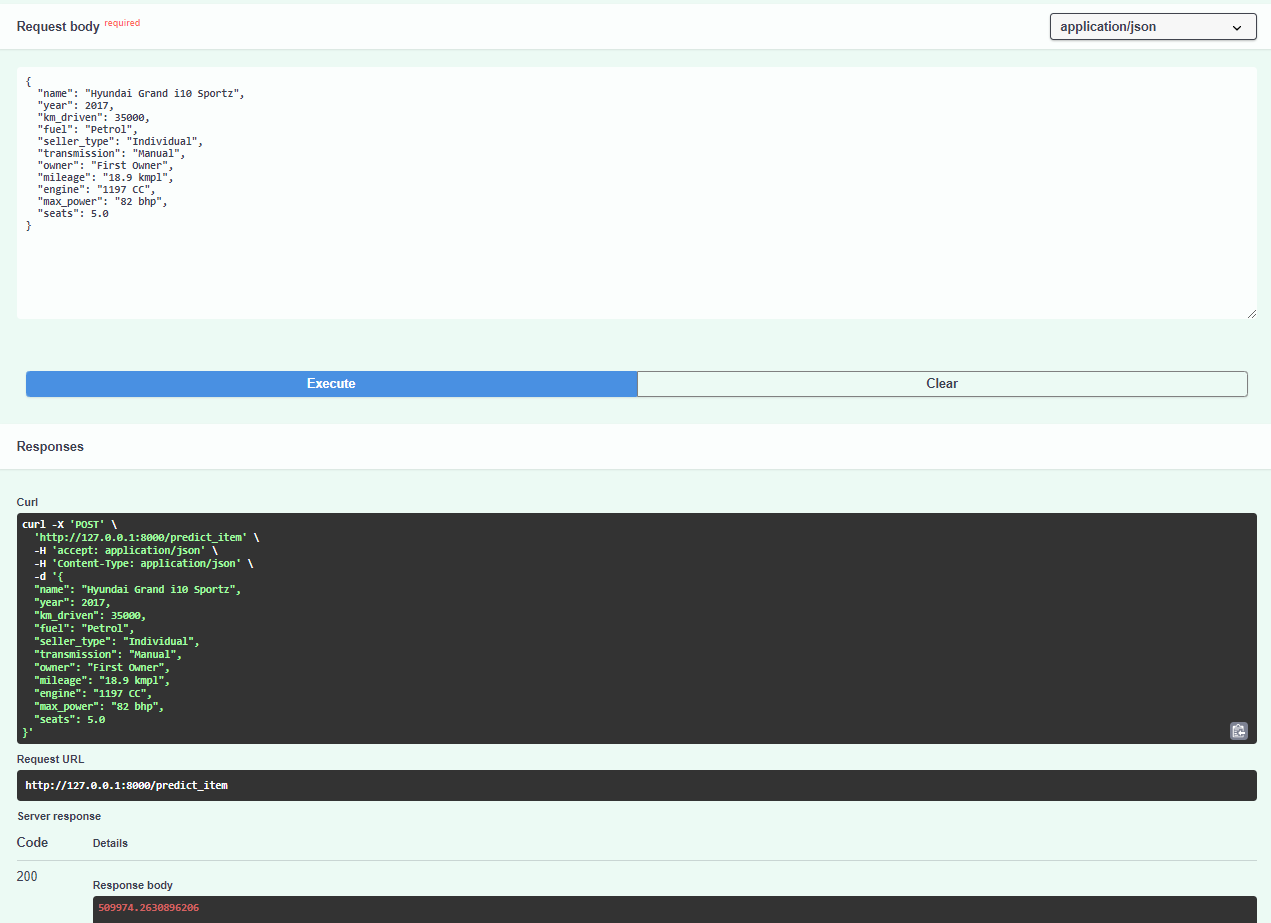 Request body required
application/json
{
  "name": "Hyundai Grand i10 Sportz",
  "year": 2017,
  "km_driven": 35000,
  "fuel": "Petrol",
  "seller_type": "Individual",
  "transmission": "Manual",
  "owner": "First Owner",
  "mileage": "18.9 kmpl",
  "engine": "1197 CC",
  "max_power": "82 bhp",
  "seats": 5.0
}
Execute
Clear
Responses
Curl
curl -X 'POST' \
  'http://127.0.0.1:8000/predict_item' \
  -H 'accept: application/json' \
  -H 'Content-Type: application/json' \
  -d '{
  "name": "Hyundai Grand i10 Sportz",
  "year": 2017,
  "km_driven": 35000,
  "fuel": "Petrol",
  "seller_type": "Individual",
  "transmission": "Manual",
  "owner": "First Owner",
  "mileage": "18.9 kmpl",
  "engine": "1197 CC",
  "max_power": "82 bhp",
  "seats": 5.0
}'
Request URL
http://127.0.0.1:8000/predict_item
Server response
Code Details
200
Response body
509974.2630896206